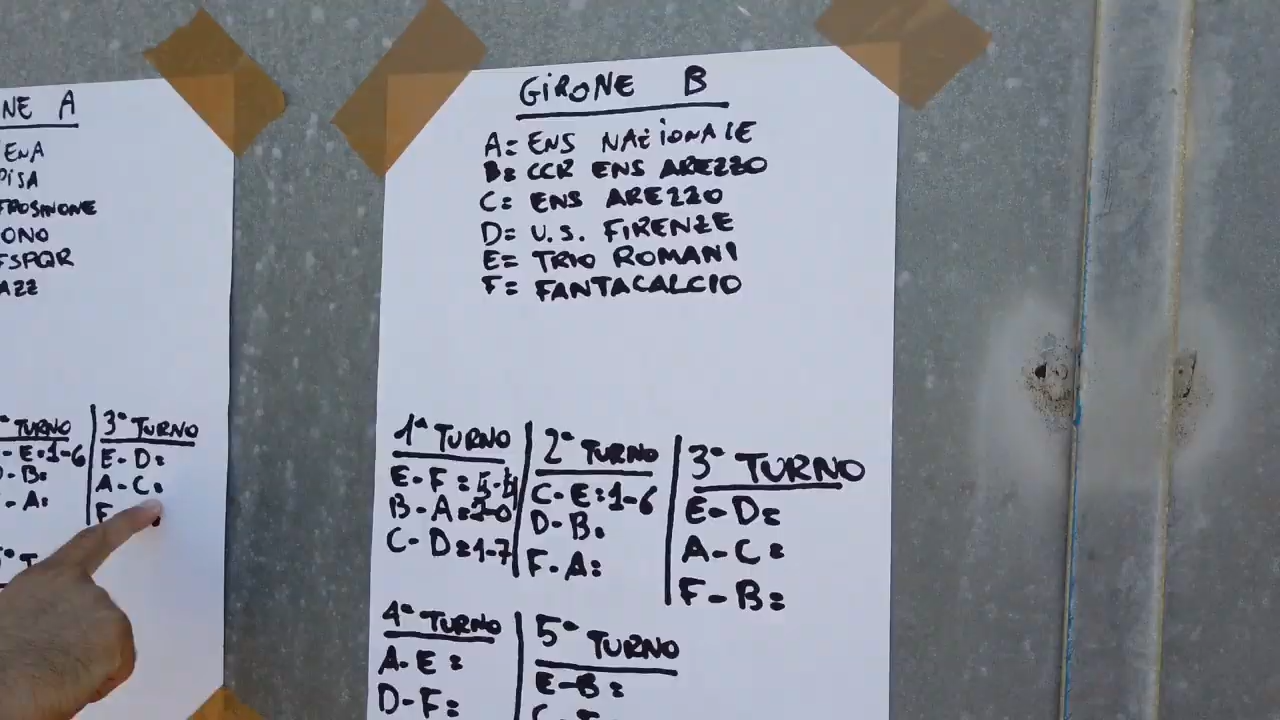 NE A
ENA
PISA
FROSINONE
ONO
FSPQR
AZZ
TURNO
- E=1-6
- B=
- A=
3° TURNO
E-D=
A-C=
F
GIRONE B
A= ENS NAZIONALE
B= CCR ENS AREZZO
C= ENS AREZZO
D= U.S. FIRENZE
E= TRIO ROMANI
F= FANTACALCIO
1° TURNO
E-F=
B-A=2-0
C-D=1-7
2° TURNO
C-E=1-6
D-B=
F-A=
3° TURNO
E-D=
A-C=
F-B=
4° TURNO
A-E=
D-F=
5° TURNO
E-B=